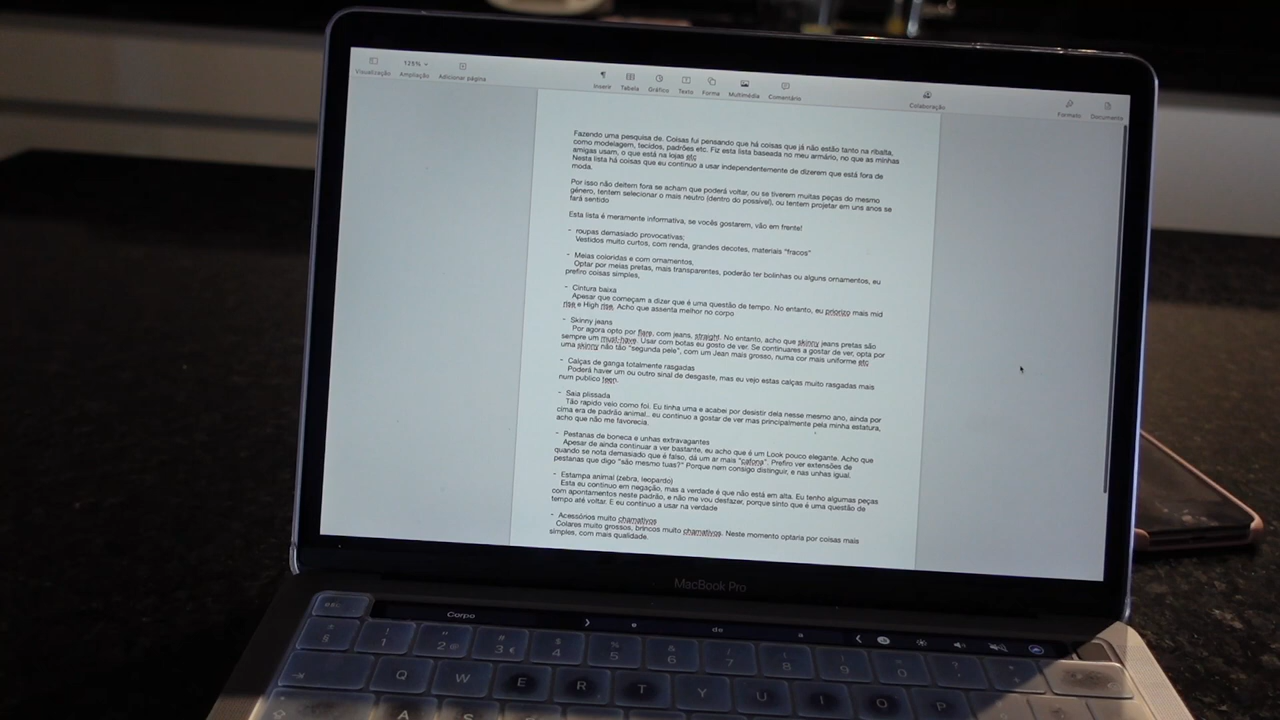 125%
Visualização Ampliação Adicionar página Inserir Tabela Gráfico Texto Forma Multimédia Comentário Colaboração Formato Documento
Fazendo uma pesquisa de. Coisas fui pensando que há coisas que já não estão tanto na ribalta,
como modelagem, tecidos, padrões etc. Fiz esta lista baseada no meu armário, no que as minhas
amigas usam, o que está na lojas etc
Nesta lista há coisas que eu continuo a usar independentemente de dizerem que está fora de
moda.
Por isso não deitem fora se acham que poderá voltar, ou se tiverem muitas peças do mesmo
género, tentem selecionar o mais neutro (dentro do possível), ou tentem projetar em uns anos se
fará sentido
Esta lista é meramente informativa, se vocês gostarem, vão em frente!
- roupas demasiado provocativas;
Vestidos muito curtos, com renda, grandes decotes, materiais "fracos"
- Meias coloridas e com ornamentos,
Optar por meias pretas, mais transparentes, poderão ter bolinhas ou alguns ornamentos, eu
prefiro coisas simples,
- Cintura baixa
Apesar que começam a dizer que é uma questão de tempo. No entanto, eu priorizo mais mid
rise e High rise. Acho que assenta melhor no corpo
- Skinny jeans
Por agora opto por flare, com jeans, straight. No entanto, acho que skinny jeans pretas são
sempre um must-have. Usar com botas eu gosto de ver. Se continuares a gostar de ver, opta por
uma skinny não tão "segunda pele", com um Jean mais grosso, numa cor mais uniforme etc
- Calças de ganga totalmente rasgadas
Poderá haver um ou outro sinal de desgaste, mas eu vejo estas calças muito rasgadas mais
num publico teen.
- Saia plissada
Tão rapido veio como foi. Eu tinha uma e acabei por desistir dela nesse mesmo ano, ainda por
cima era de padrão animal.. eu continuo a gostar de ver mas principalmente pela minha estatura,
acho que não me favorecia.
- Pestanas de boneca e unhas extravagantes
Apesar de ainda continuar a ver bastante, eu acho que é um Look pouco elegante. Acho que
quando se nota demasiado que é falso, dá um ar mais "cafona". Prefiro ver extensões de
pestanas que digo "são mesmo tuas?" Porque nem consigo distinguir, e nas unhas igual.
- Estampa animal (zebra, leopardo)
Esta eu continuo em negação, mas a verdade é que não está em alta. Eu tenho algumas peças
com apontamentos neste padrão, e não me vou desfazer, porque sinto que é uma questão de
tempo até voltar. E eu continuo a usar na verdade
- Acessórios muito chamativos
Colares muito grossos, brincos muito chamativos. Neste momento optaria por coisas mais
simples, com mais qualidade.
MacBook Pro
esc Corpo e de a
§ 1 2 @ 3 € 4 5 6 7 8 9 0
Q W E R T Y U I O P
A S